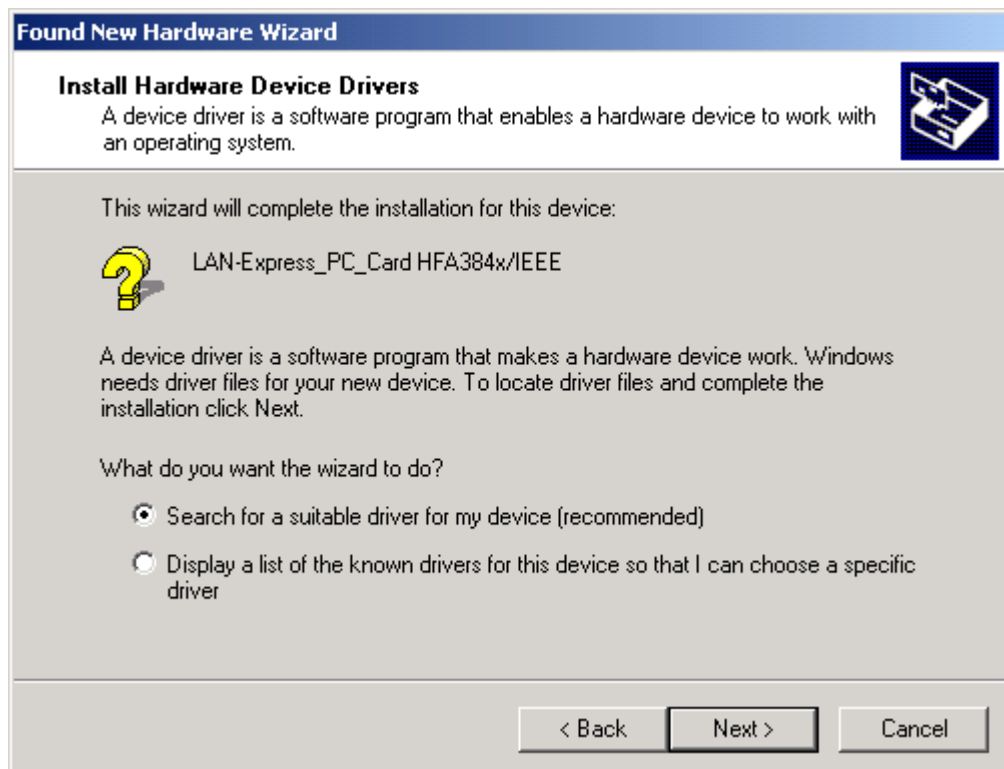 Found New Hardware Wizard
Install Hardware Device Drivers
A device driver is a software program that enables a hardware device to work with
an operating system.
This wizard will complete the installation for this device:
LAN-Express_PC_Card HFA384x/IEEE
A device driver is a software program that makes a hardware device work. Windows
needs driver files for your new device. To locate driver files and complete the
installation click Next.
What do you want the wizard to do?
Search for a suitable driver for my device (recommended)
Display a list of the known drivers for this device so that I can choose a specific
driver
< Back Next > Cancel